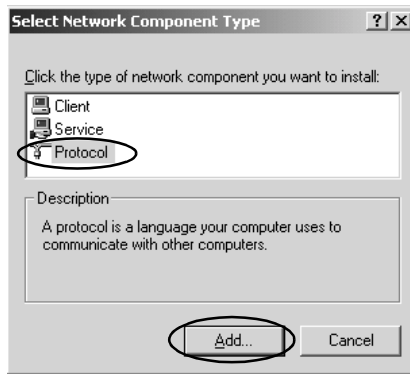 Select Network Component Type
? X
Click the type of network component you want to install:
Client
Service
Protocol
Description
A protocol is a language your computer uses to
communicate with other computers.
Add... Cancel